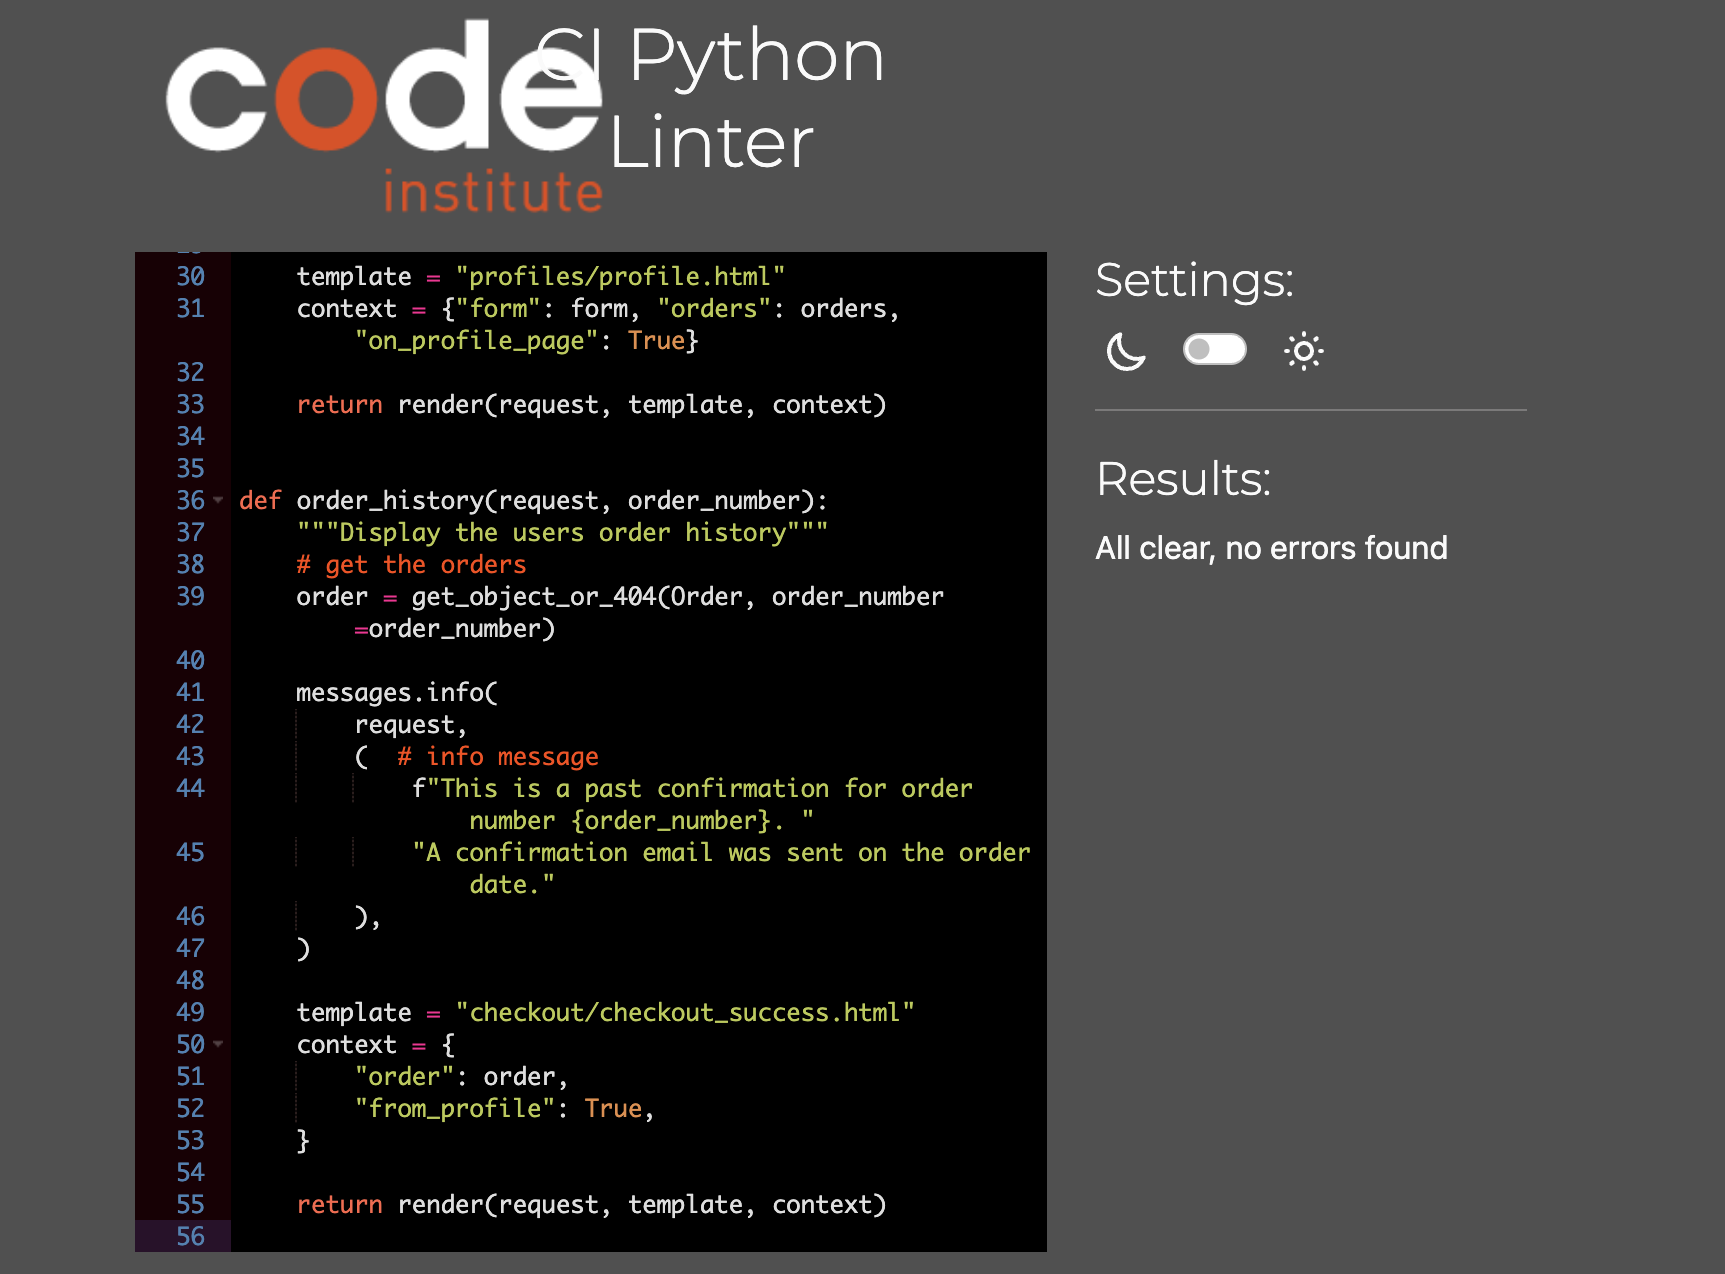 code
institute
CI Python
Linter
30 template = "profiles/profile.html"
31 context = {"form": form, "orders": orders,
"on_profile_page": True}
32
33 return render(request, template, context)
34
35
36 def order_history(request, order_number):
37 """Display the users order history"""
38 # get the orders
39 order = get_object_or_404(Order, order_number
=order_number)
40
41 messages.info(
42 request,
43 (  # info message
44 f"This is a past confirmation for order
number {order_number}. "
45 "A confirmation email was sent on the order
date."
46 ),
47 )
48
49 template = "checkout/checkout_success.html"
50 context = {
51 "order": order,
52 "from_profile": True,
53 }
54
55 return render(request, template, context)
56
Settings:
Results:
All clear, no errors found